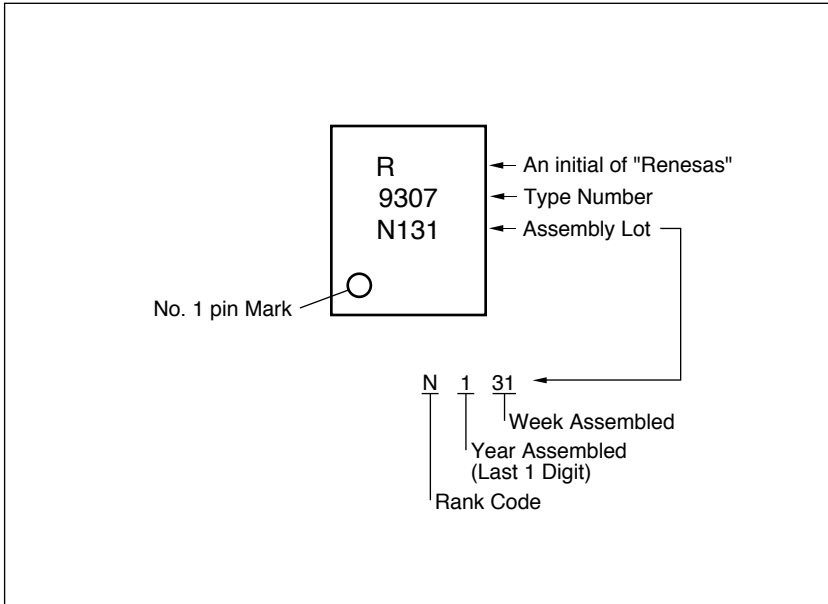 R
9307
N131
An initial of "Renesas"
Type Number
Assembly Lot
No. 1 pin Mark
N 1 31
Week Assembled
Year Assembled
(Last 1 Digit)
Rank Code